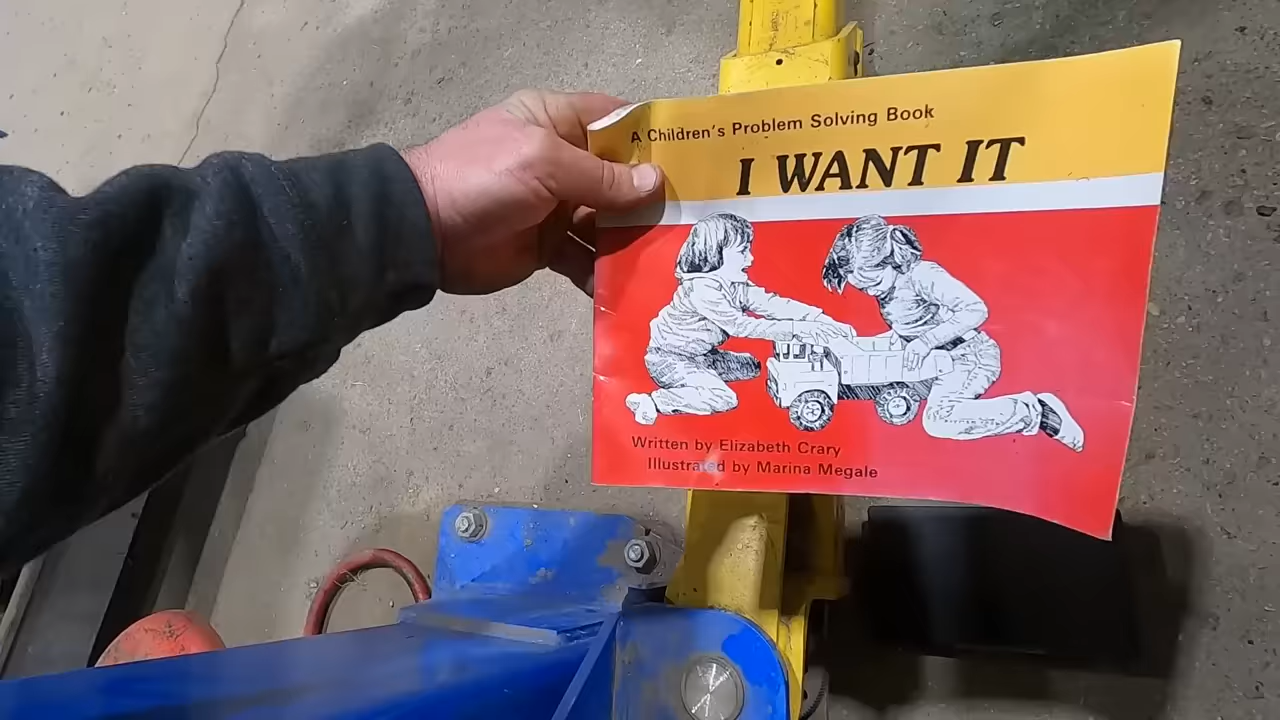 A Children's Problem Solving Book
I WANT IT
Written by Elizabeth Crary
Illustrated by Marina Megale